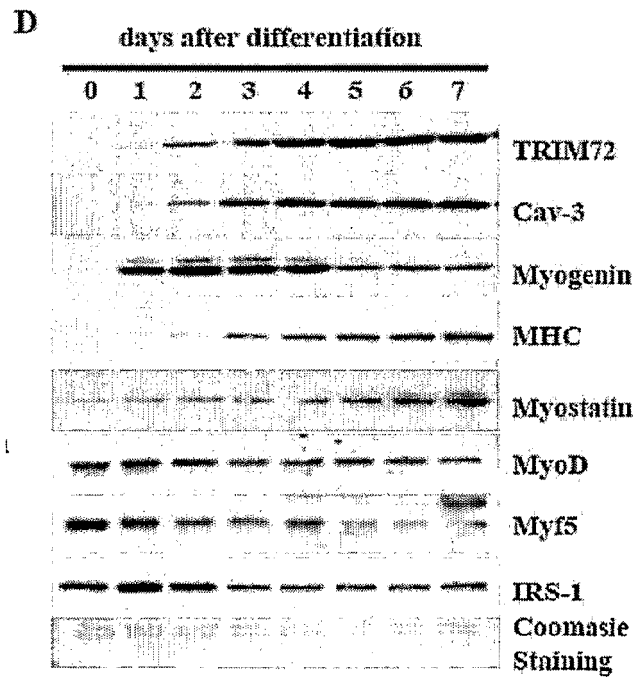 D
days after differentiation
0 1 2 3 4 5 6 7
TRIM72
Cav-3
Myogenin
MHC
Myostatin
MyoD
Myf5
IRS-1
Coomasie
Staining